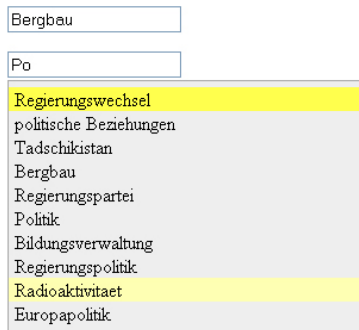 Bergbau
Po
Regierungswechsel
politische Beziehungen
Tadschikistan
Bergbau
Regierungspartei
Politik
Bildungsverwaltung
Regierungspolitik
Radioaktivitaet
Europapolitik